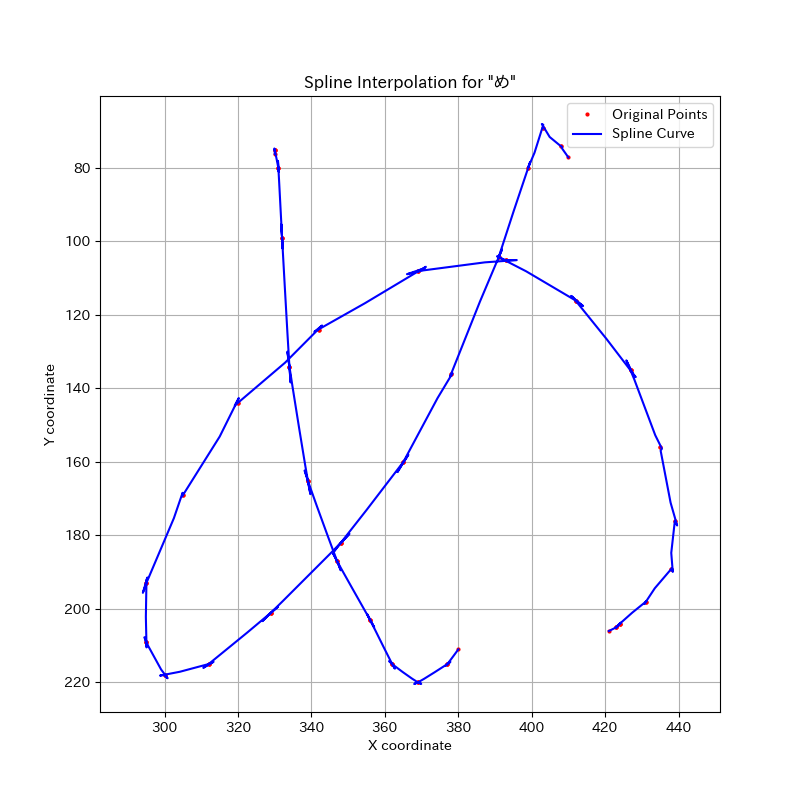 Spline Interpolation for "め"
Original Points
Spline Curve
80
100
120
140
160
180
200
220
Y coordinate
300 320 340 360 380 400 420 440
X coordinate